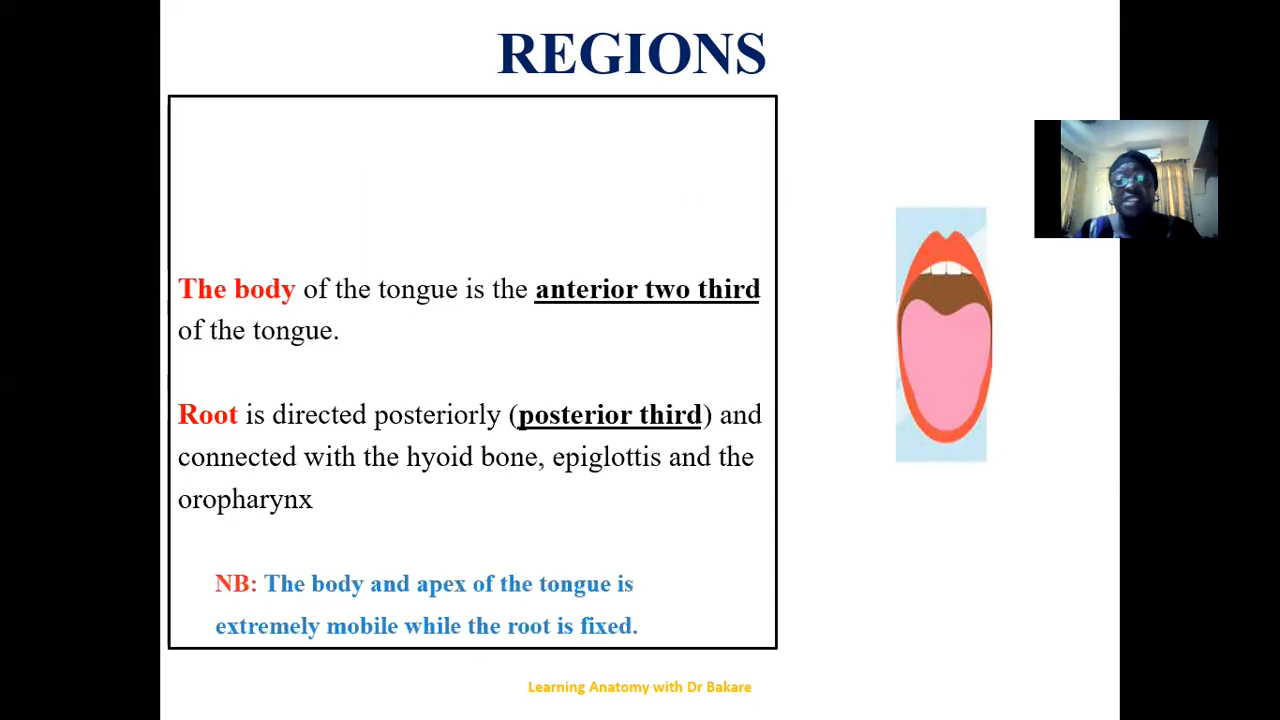 REGIONS
The body of the tongue is the anterior two third
of the tongue.
Root is directed posteriorly (posterior third) and
connected with the hyoid bone, epiglottis and the
oropharynx
NB: The body and apex of the tongue is
extremely mobile while the root is fixed.
Learning Anatomy with Dr Bakare